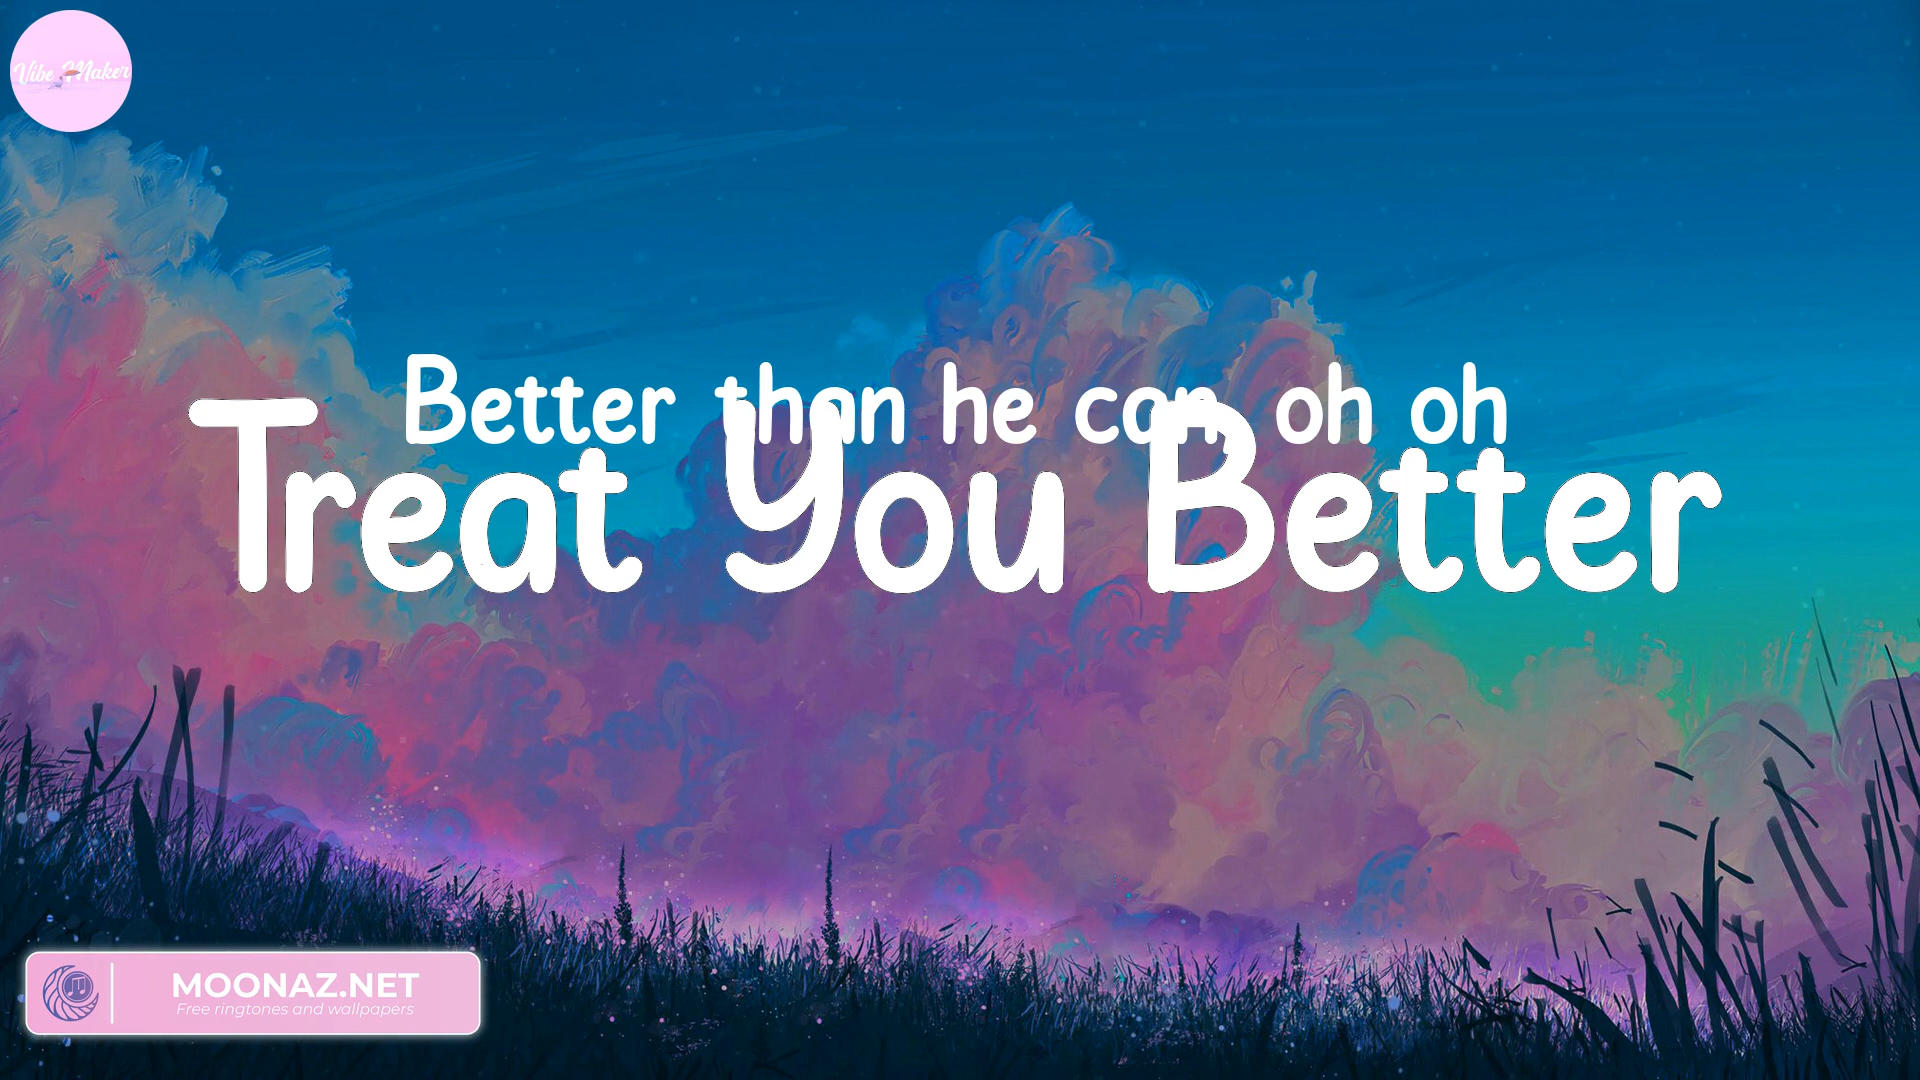 Vibe Maker
Better than he can, oh oh
Treat You Better
MOONAZ.NET
Free ringtones and wallpapers